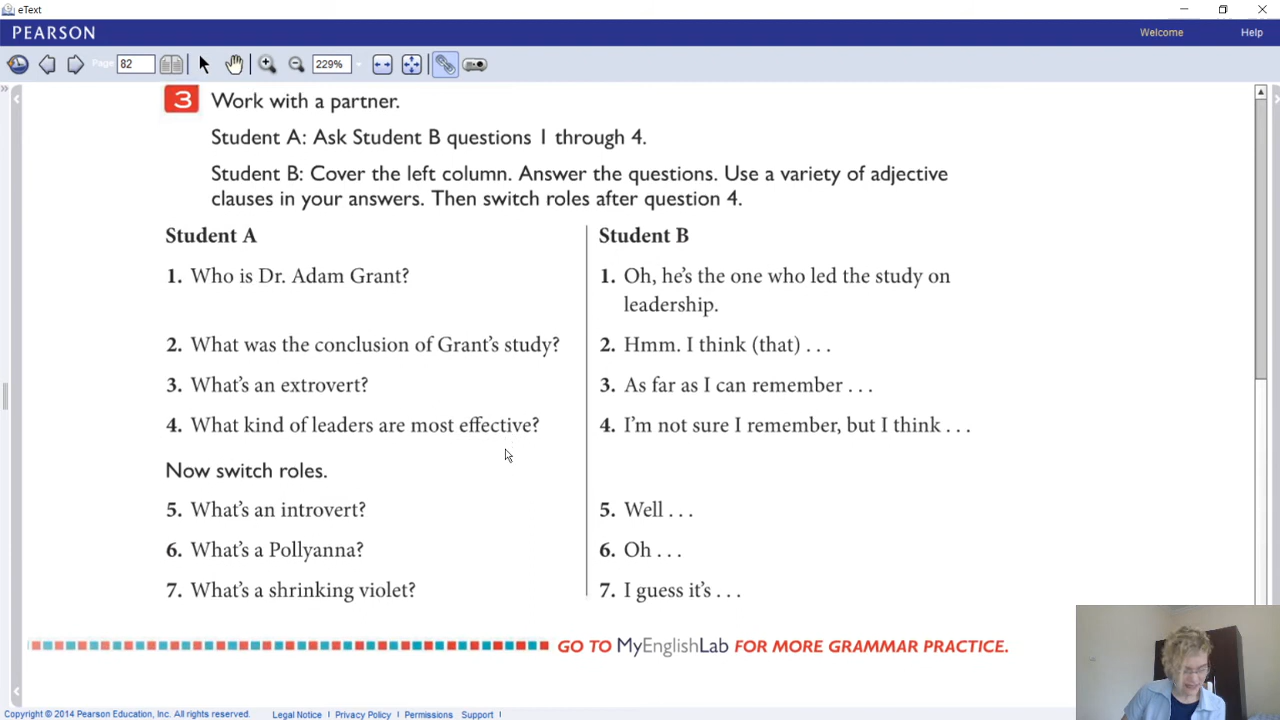 eText
PEARSON
Welcome
Help
Page
82
229%
3 Work with a partner.
Student A: Ask Student B questions 1 through 4.
Student B: Cover the left column. Answer the questions. Use a variety of adjective
clauses in your answers. Then switch roles after question 4.
Student A
Student B
1. Who is Dr. Adam Grant?
1. Oh, he's the one who led the study on
leadership.
2. What was the conclusion of Grant's study?
2. Hmm. I think (that) . . .
3. What's an extrovert?
3. As far as I can remember . . .
4. What kind of leaders are most effective?
4. I'm not sure I remember, but I think . . .
Now switch roles.
5. What's an introvert?
5. Well . . .
6. What's a Pollyanna?
6. Oh . . .
7. What's a shrinking violet?
7. I guess it's . . .
GO TO MyEnglishLab FOR MORE GRAMMAR PRACTICE.
Copyright © 2014 Pearson Education, Inc. All rights reserved.
Legal Notice | Privacy Policy | Permissions Support |